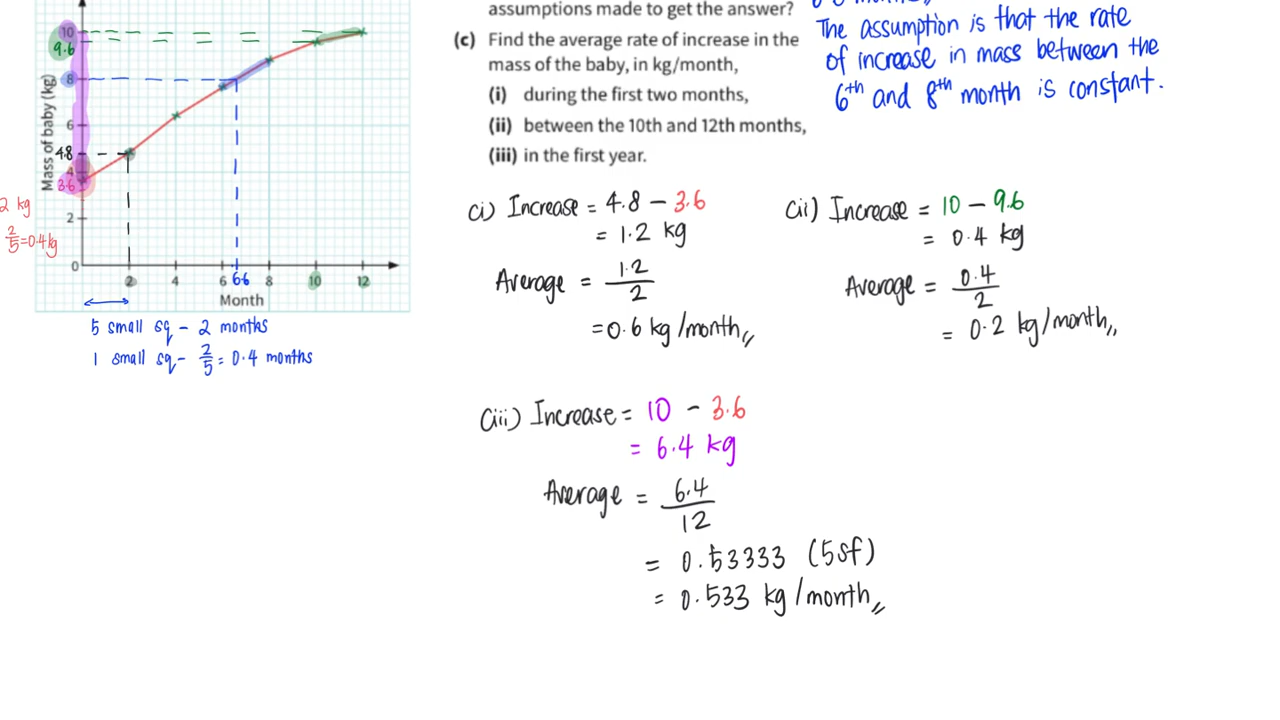 assumptions made to get the answer?
(c) Find the average rate of increase in the
mass of the baby, in kg/month,
(i) during the first two months,
(ii) between the 10th and 12th months,
(iii) in the first year.
The assumption is that the rate
of increase in mass between the
6th and 8th month is constant.
10
9.6
8
6
4.8
4
3.6
2
0
Mass of baby (kg)
2 4 6 6.6 8 10 12
Month
2 kg
2/5 = 0.4kg
5 small sq - 2 months
1 small sq - 2/5 = 0.4 months
ci) Increase = 4.8 - 3.6
= 1.2 kg
Average = 1.2/2
= 0.6 kg/month,,
cii) Increase = 10 - 9.6
= 0.4 kg
Average = 0.4/2
= 0.2 kg/month,,
ciii) Increase = 10 - 3.6
= 6.4 kg
Average = 6.4/12
= 0.53333 (5sf)
= 0.533 kg/month,,